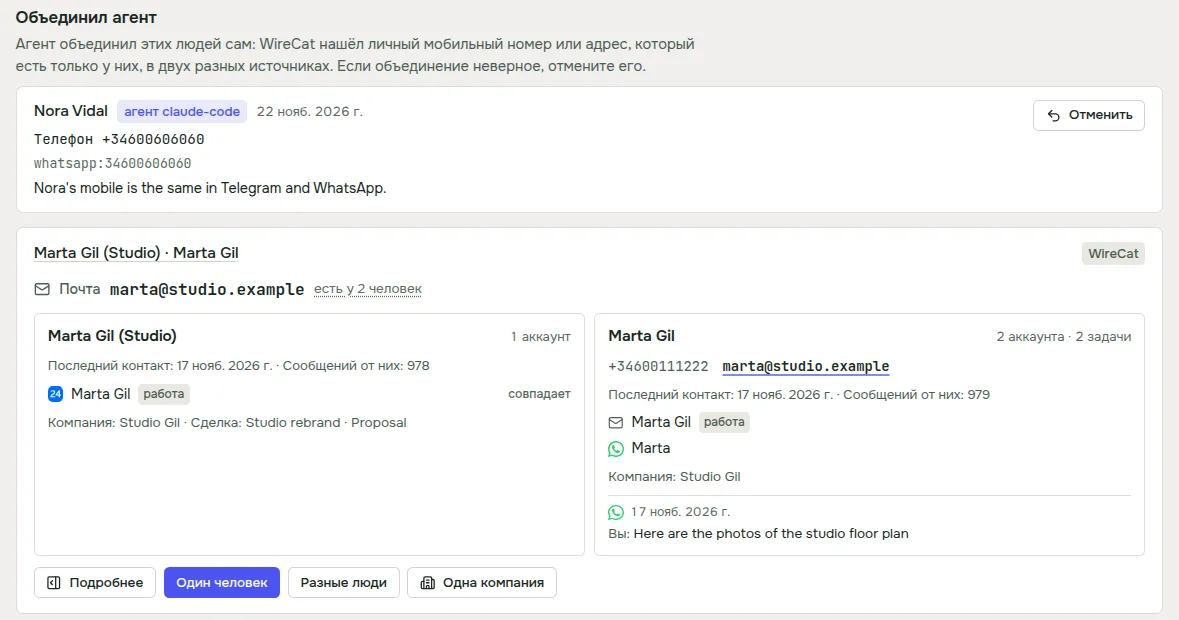 Объединил агент
Агент объединил этих людей сам: WireCat нашёл личный мобильный номер или адрес, который
есть только у них, в двух разных источниках. Если объединение неверное, отмените его.
Nora Vidal агент claude-code 22 нояб. 2026 г. Отменить
Телефон +34600606060
whatsapp:34600606060
Nora's mobile is the same in Telegram and WhatsApp.
Marta Gil (Studio) · Marta Gil WireCat
Почта marta@studio.example есть у 2 человек
Marta Gil (Studio) 1 аккаунт
Последний контакт: 17 нояб. 2026 г. · Сообщений от них: 978
24 Marta Gil работа совпадает
Компания: Studio Gil · Сделка: Studio rebrand · Proposal
Marta Gil 2 аккаунта · 2 задачи
+34600111222 marta@studio.example
Последний контакт: 17 нояб. 2026 г. · Сообщений от них: 979
Marta Gil работа
Marta
Компания: Studio Gil
17 нояб. 2026 г.
Вы: Here are the photos of the studio floor plan
Подробнее Один человек Разные люди Одна компания